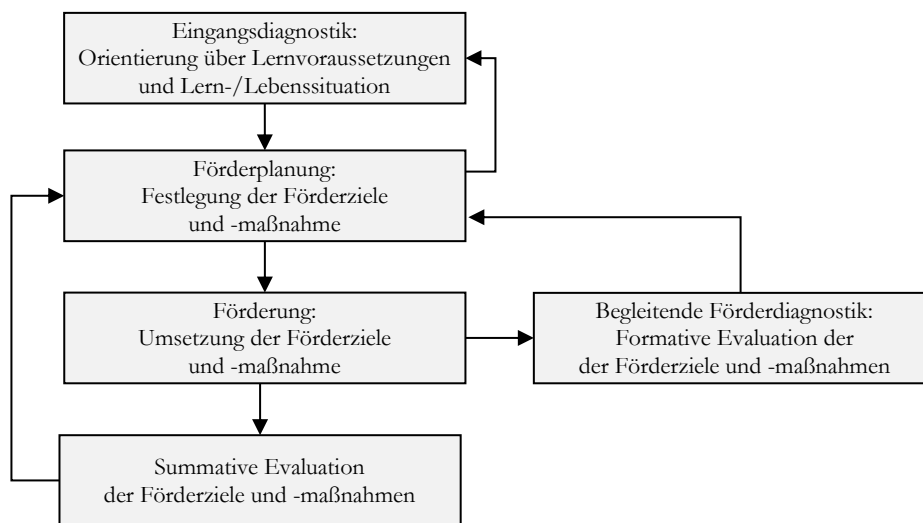 Eingangsdiagnostik:
Orientierung über Lernvoraussetzungen
und Lern-/Lebenssituation
Förderplanung:
Festlegung der Förderziele
und -maßnahme
Förderung:
Umsetzung der Förderziele
und -maßnahme
Begleitende Förderdiagnostik:
Formative Evaluation der
der Förderziele und -maßnahmen
Summative Evaluation
der Förderziele und -maßnahmen